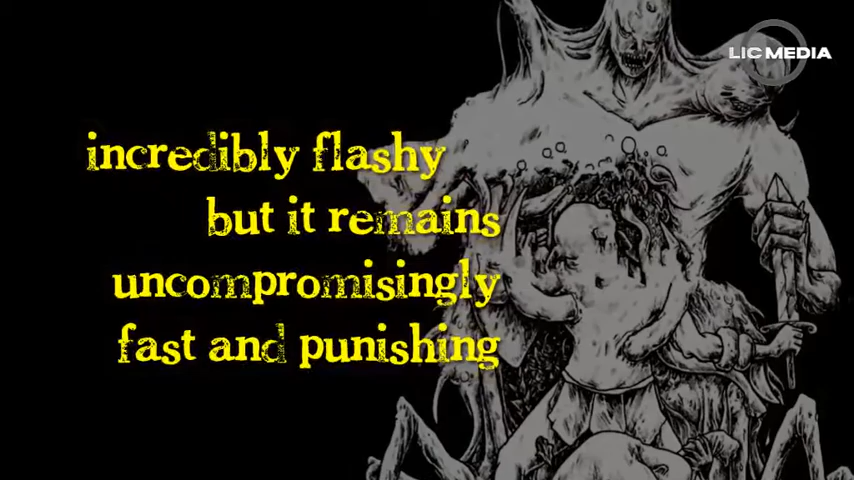 LIC MEDIA
incredibly flashy
but it remains
uncompromisingly
fast and punishing